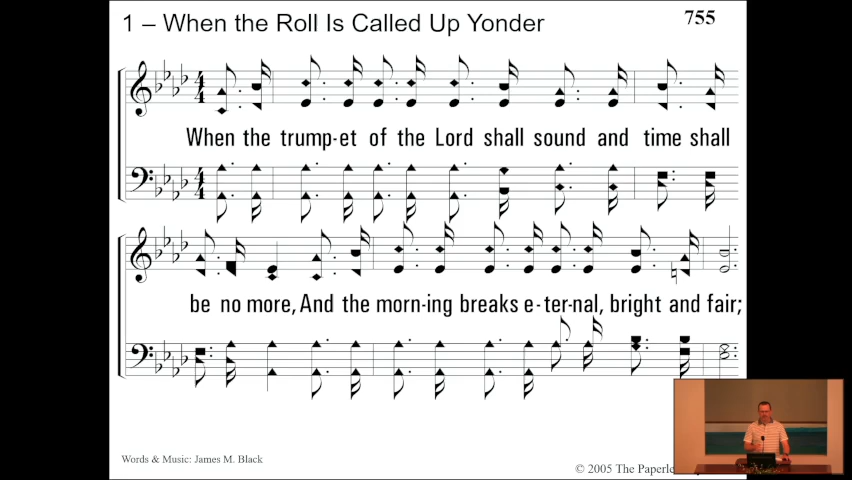 1 – When the Roll Is Called Up Yonder
755
When the trump-et of the Lord shall sound and time shall
be no more, And the morn-ing breaks e-ter-nal, bright and fair;
Words & Music: James M. Black
© 2005 The